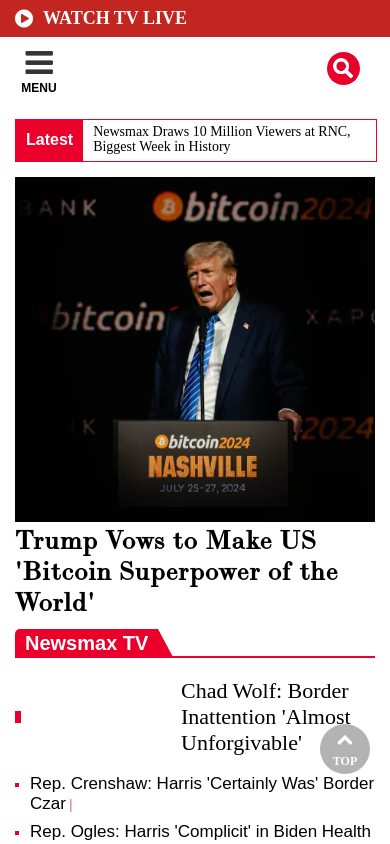 WATCH TV LIVE
MENU
Latest
Newsmax Draws 10 Million Viewers at RNC,
Biggest Week in History
BANK
bitcoin2024
bitcoin2024
XAPO
NK
bitcoin2024
NASHVILLE
JULY 25-27, 2024
Trump Vows to Make US
'Bitcoin Superpower of the
World'
Newsmax TV
Chad Wolf: Border
Inattention 'Almost
Unforgivable'
TOP
Rep. Crenshaw: Harris 'Certainly Was' Border
Czar |
Rep. Ogles: Harris 'Complicit' in Biden Health